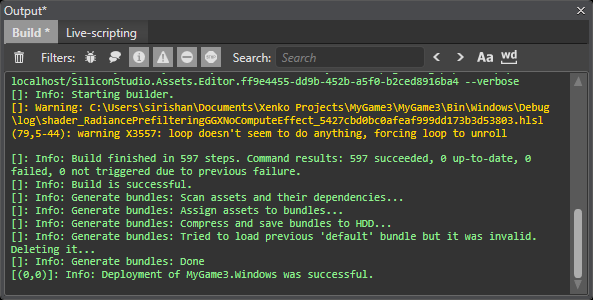 Output*
Build *
Live-scripting
Filters:
Search:
Search
Aa
wd
localhost/SiliconStudio.Assets.Editor.ff9e4455-dd9b-452b-a5f0-b2ced8916ba4 --verbose
[]: Info: Starting builder.
[]: Warning: C:\Users\sirishan\Documents\Xenko Projects\MyGame3\MyGame3\Bin\Windows\Debug
\log\shader_RadiancePrefilteringGGXNoComputeEffect_5427cbd0bc0afeaf999dd173b3d53803.hlsl
(79,5-44): warning X3557: loop doesn't seem to do anything, forcing loop to unroll
[]: Info: Build finished in 597 steps. Command results: 597 succeeded, 0 up-to-date, 0
failed, 0 not triggered due to previous failure.
[]: Info: Build is successful.
[]: Info: Generate bundles: Scan assets and their dependencies...
[]: Info: Generate bundles: Assign assets to bundles...
[]: Info: Generate bundles: Compress and save bundles to HDD...
[]: Info: Generate bundles: Tried to load previous 'default' bundle but it was invalid.
Deleting it...
[]: Info: Generate bundles: Done
[(0,0)]: Info: Deployment of MyGame3.Windows was successful.